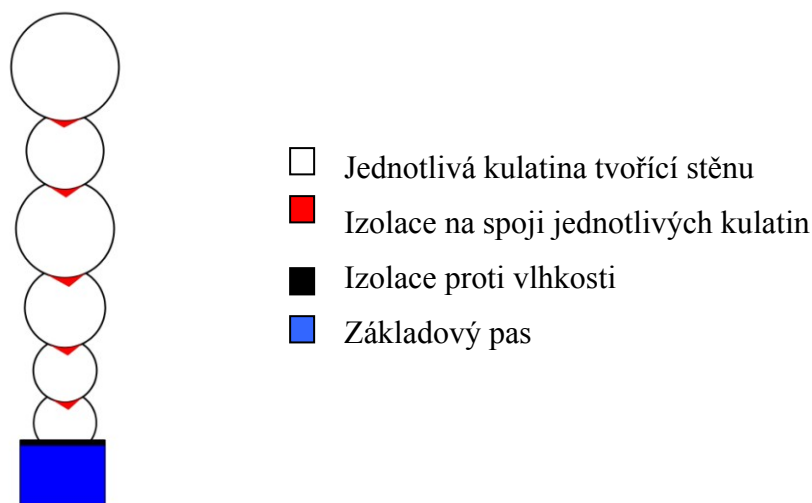 Jednotlivá kulatina tvořící stěnu
Izolace na spoji jednotlivých kulatin
Izolace proti vlhkosti
Základový pas